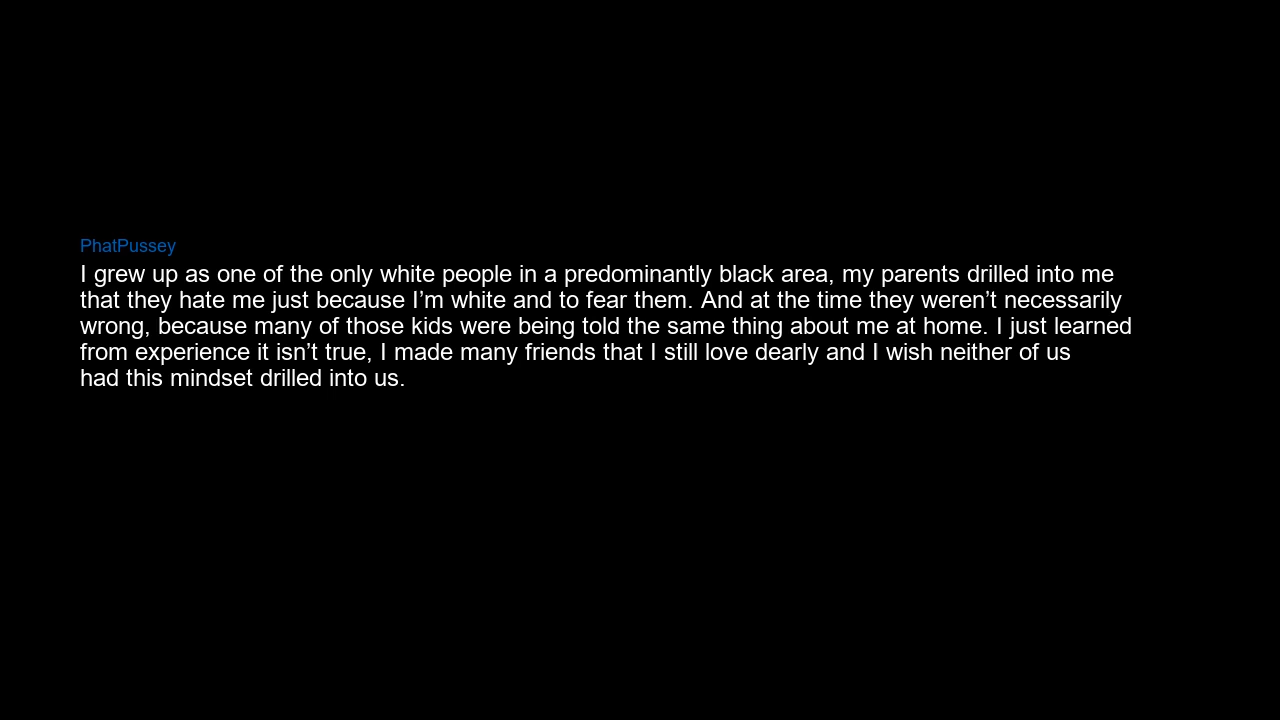 PhatPussey
I grew up as one of the only white people in a predominantly black area, my parents drilled into me
that they hate me just because I’m white and to fear them. And at the time they weren’t necessarily
wrong, because many of those kids were being told the same thing about me at home. I just learned
from experience it isn’t true, I made many friends that I still love dearly and I wish neither of us
had this mindset drilled into us.